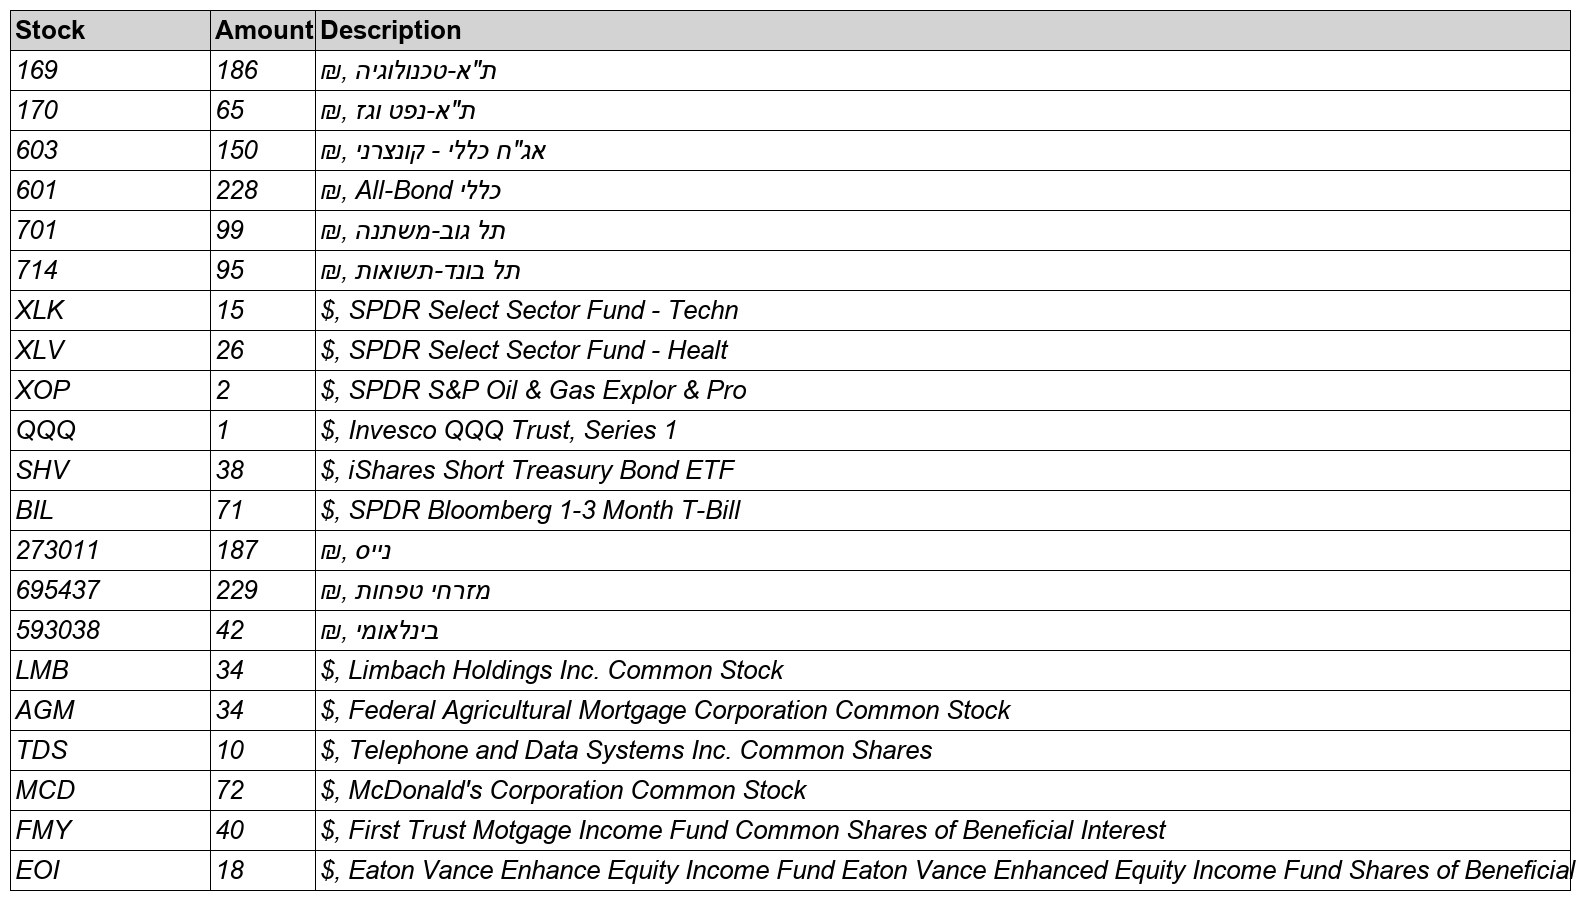 Stock Amount Description
169 186 ₪, ת"א-טכנולוגיה
170 65 ₪, ת"א-נפט וגז
603 150 ₪, אג"ח כללי - קונצרני
601 228 ₪, All-Bond כללי
701 99 ₪, תל גוב-משתנה
714 95 ₪, תל בונד-תשואות
XLK 15 $, SPDR Select Sector Fund - Techn
XLV 26 $, SPDR Select Sector Fund - Healt
XOP 2 $, SPDR S&P Oil & Gas Explor & Pro
QQQ 1 $, Invesco QQQ Trust, Series 1
SHV 38 $, iShares Short Treasury Bond ETF
BIL 71 $, SPDR Bloomberg 1-3 Month T-Bill
273011 187 ₪, נייס
695437 229 ₪, מזרחי טפחות
593038 42 ₪, בינלאומי
LMB 34 $, Limbach Holdings Inc. Common Stock
AGM 34 $, Federal Agricultural Mortgage Corporation Common Stock
TDS 10 $, Telephone and Data Systems Inc. Common Shares
MCD 72 $, McDonald's Corporation Common Stock
FMY 40 $, First Trust Motgage Income Fund Common Shares of Beneficial Interest
EOI 18 $, Eaton Vance Enhance Equity Income Fund Eaton Vance Enhanced Equity Income Fund Shares of Beneficial